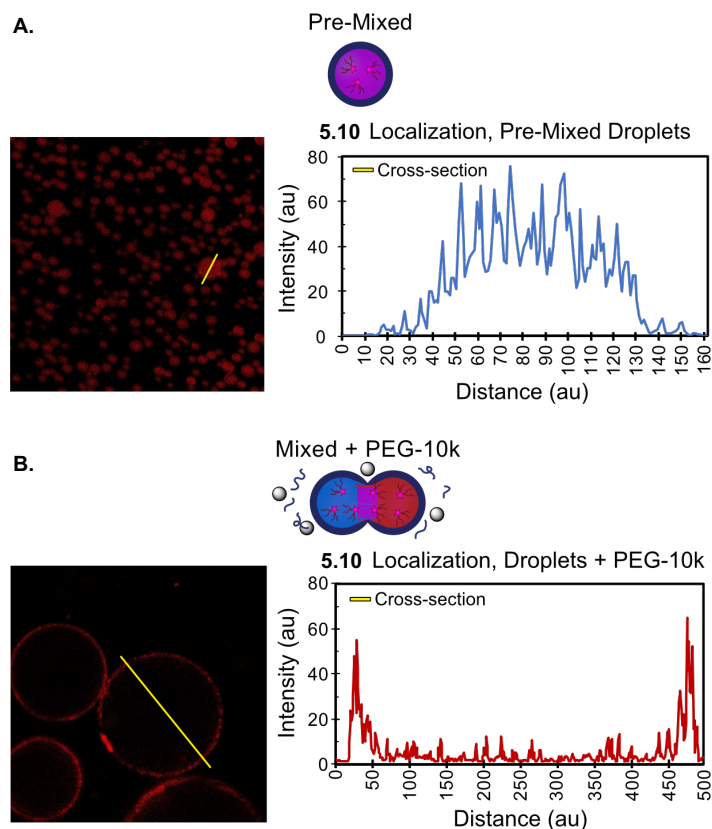 A.
Pre-Mixed
5.10 Localization, Pre-Mixed Droplets
Cross-section
Intensity (au)
80
60
40
20
0
0 10 20 30 40 50 60 70 80 90 100 110 120 130 140 150 160
Distance (au)
B.
Mixed + PEG-10k
5.10 Localization, Droplets + PEG-10k
Cross-section
Intensity (au)
80
60
40
20
0
0 50 100 150 200 250 300 350 400 450 500
Distance (au)